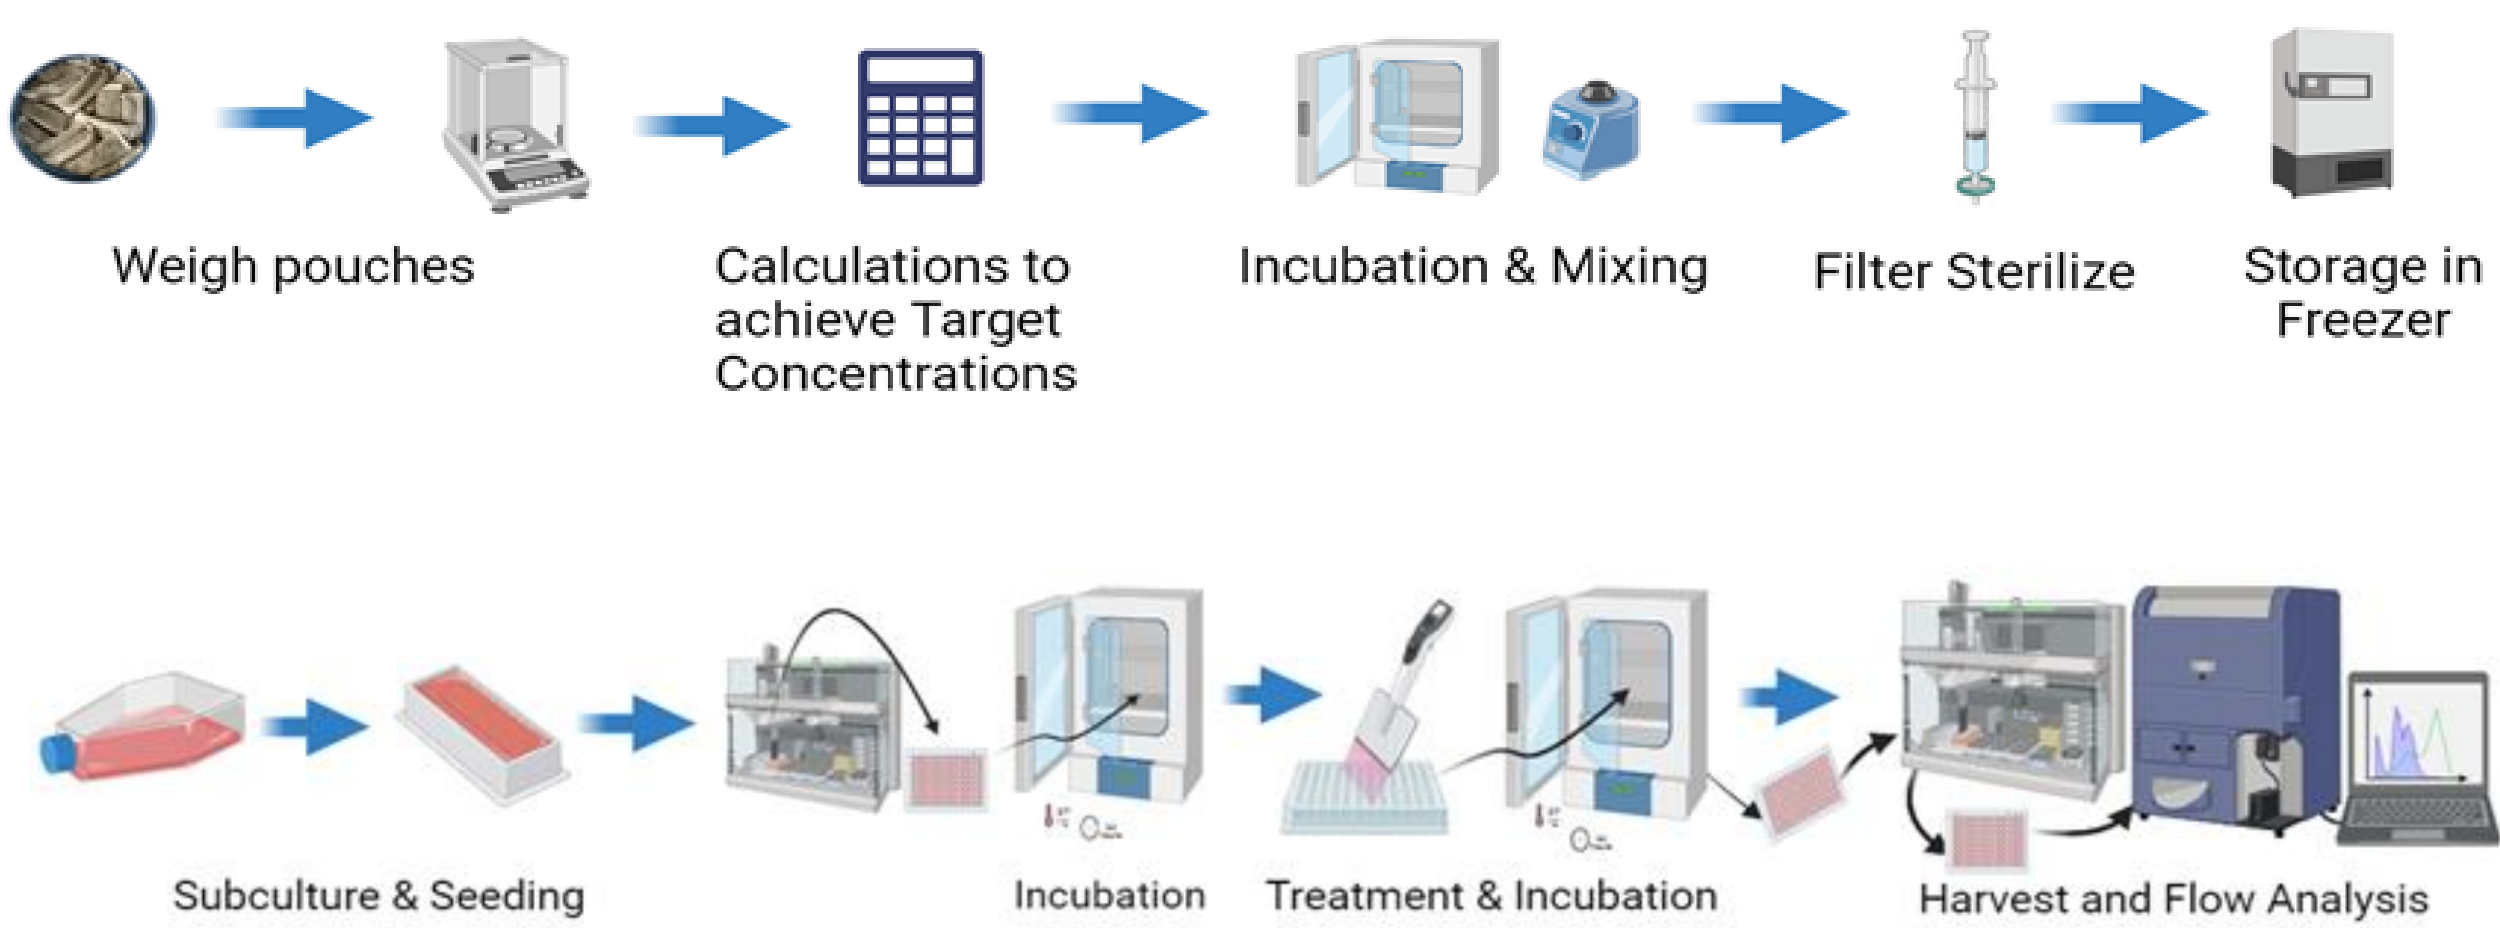 Weigh pouches
Calculations to
achieve Target
Concentrations
Incubation & Mixing
Filter Sterilize
Storage in
Freezer
Subculture & Seeding
Incubation
Treatment & Incubation
Harvest and Flow Analysis